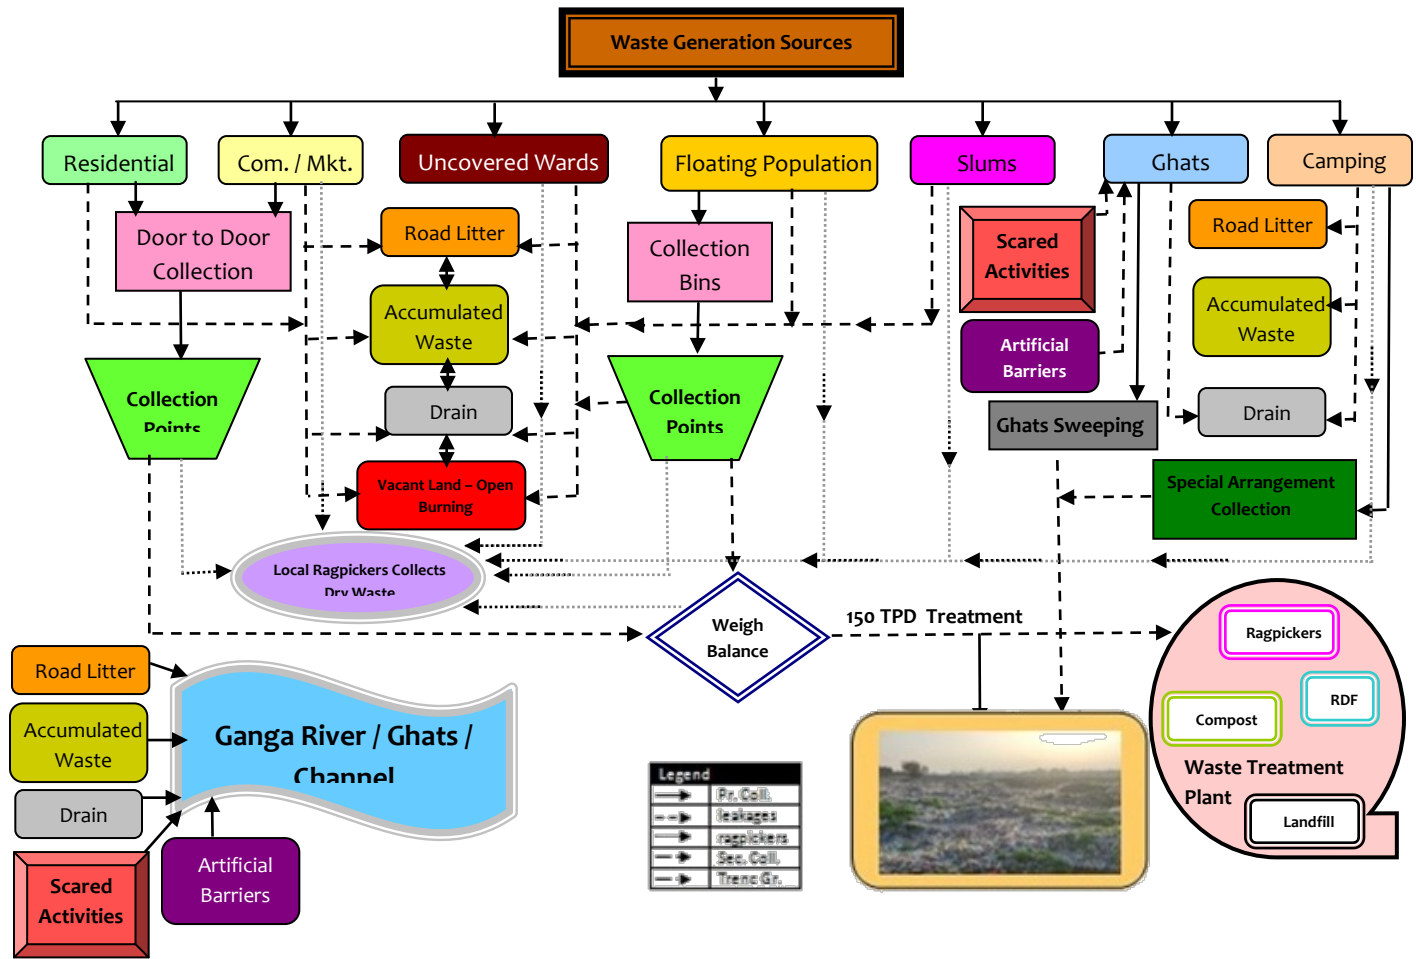 Waste Generation Sources
Residential
Com. / Mkt.
Uncovered Wards
Floating Population
Slums
Ghats
Camping
Door to Door
Collection
Road Litter
Collection
Bins
Scared
Activities
Road Litter
Accumulated
Waste
Accumulated
Waste
Artificial
Barriers
Collection
Points
Drain
Collection
Points
Ghats Sweeping
Drain
Vacant Land – Open
Burning
Special Arrangement
Collection
Local Ragpickers Collects
Dry Waste
Weigh
Balance
150 TPD Treatment
Ragpickers
RDF
Compost
Waste Treatment
Plant
Landfill
Road Litter
Accumulated
Waste
Drain
Scared
Activities
Artificial
Barriers
Ganga River / Ghats /
Channel
Legend
Pr. Coll.
leakages
ragpickers
Sec. Coll.
Trenc Gr.